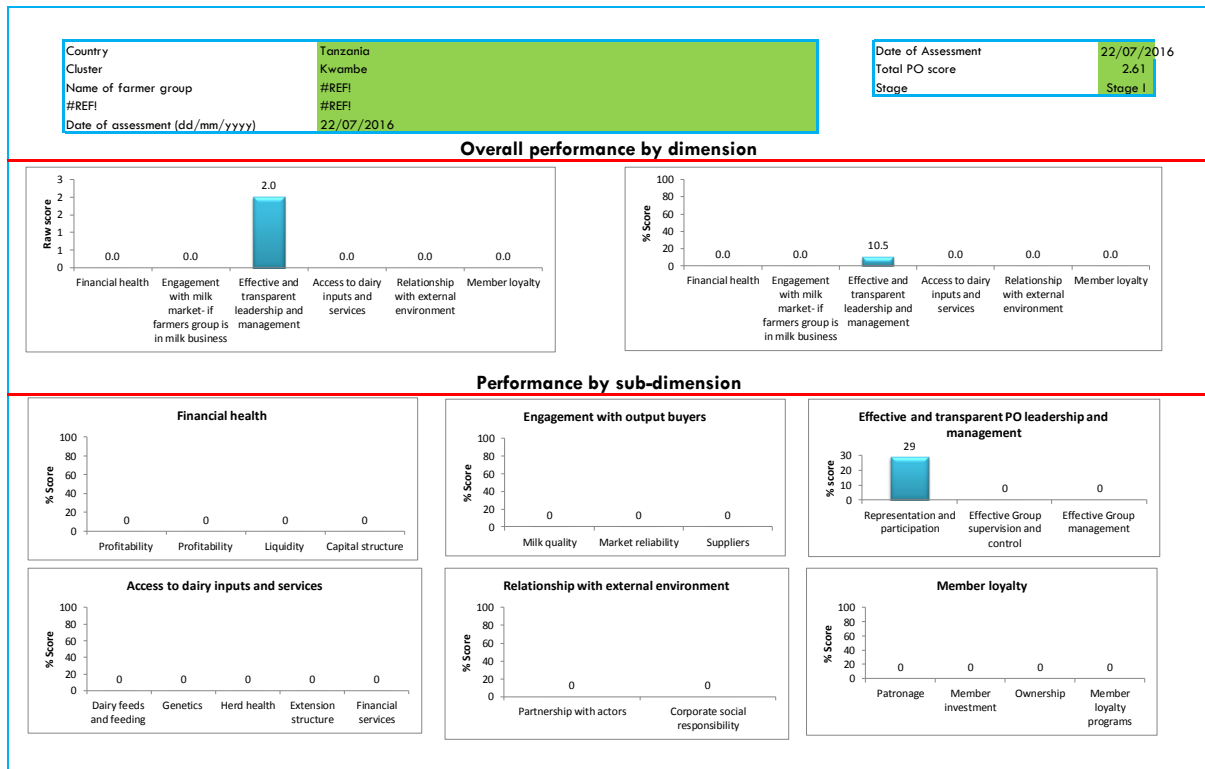 Country Tanzania
Cluster Kwambe
Name of farmer group #REF!
#REF! #REF!
Date of assessment (dd/mm/yyyy) 22/07/2016
Date of Assessment 22/07/2016
Total PO score 2.61
Stage Stage I
Overall performance by dimension
Raw score
3
2
2
1
1
0
0.0 0.0 2.0 0.0 0.0 0.0
Financial health
Engagement
with milk
market- if
farmers group is
in milk business
Effective and
transparent
leadership and
management
Access to dairy
inputs and
services
Relationship
with external
environment
Member loyalty
% Score
100
80
60
40
20
0
0.0 0.0 10.5 0.0 0.0 0.0
Financial health
Engagement
with milk
market- if
farmers group is
in milk business
Effective and
transparent
leadership and
management
Access to dairy
inputs and
services
Relationship
with external
environment
Member loyalty
Performance by sub-dimension
Financial health
% Score
100
80
60
40
20
0
0 0 0 0
Profitability Profitability Liquidity Capital structure
Engagement with output buyers
% Score
100
80
60
40
20
0
0 0 0
Milk quality Market reliability Suppliers
Effective and transparent PO leadership and
management
% score
30
20
10
0
29 0 0
Representation and
participation
Effective Group
supervision and
control
Effective Group
management
Access to dairy inputs and services
% Score
100
80
60
40
20
0
0 0 0 0 0
Dairy feeds
and feeding
Genetics
Herd health
Extension
structure
Financial
services
Relationship with external environment
% Score
100
80
60
40
20
0
0 0
Partnership with actors
Corporate social
responsibility
Member loyalty
% Score
100
80
60
40
20
0
0 0 0 0
Patronage
Member
investment
Ownership
Member
loyalty
programs